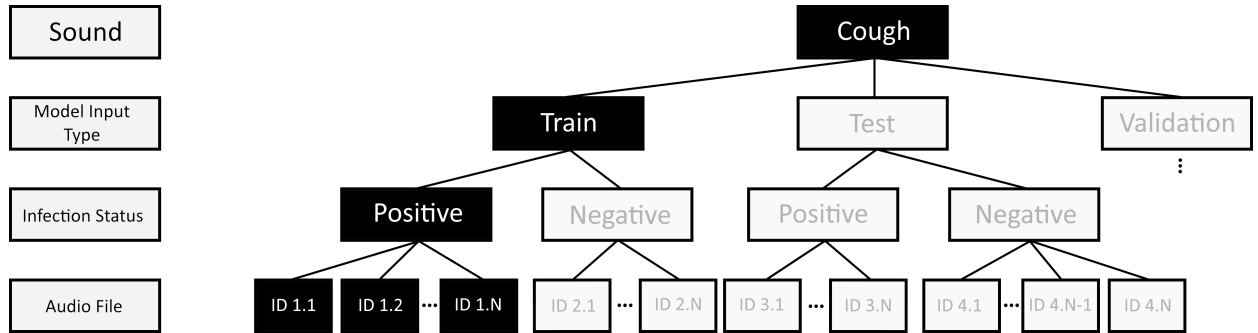 Sound
Cough
Model Input
Type
Train
Test
Validation
⋮
Infection Status
Positive
Negative
Positive
Negative
Audio File
ID 1.1
ID 1.2
...
ID 1.N
ID 2.1
...
ID 2.N
ID 3.1
...
ID 3.N
ID 4.1
...
ID 4.N-1
ID 4.N